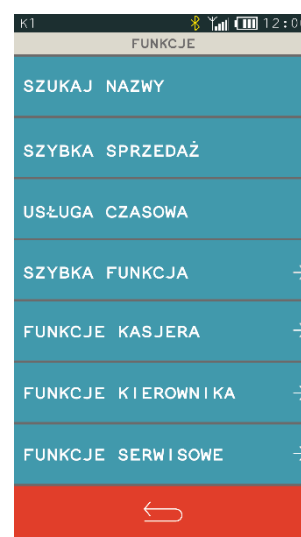 K1 12:0
FUNKCJE
SZUKAJ NAZWY
SZYBKA SPRZEDAŻ
USŁUGA CZASOWA
SZYBKA FUNKCJA
FUNKCJE KASJERA
FUNKCJE KIEROWNIKA
FUNKCJE SERWISOWE